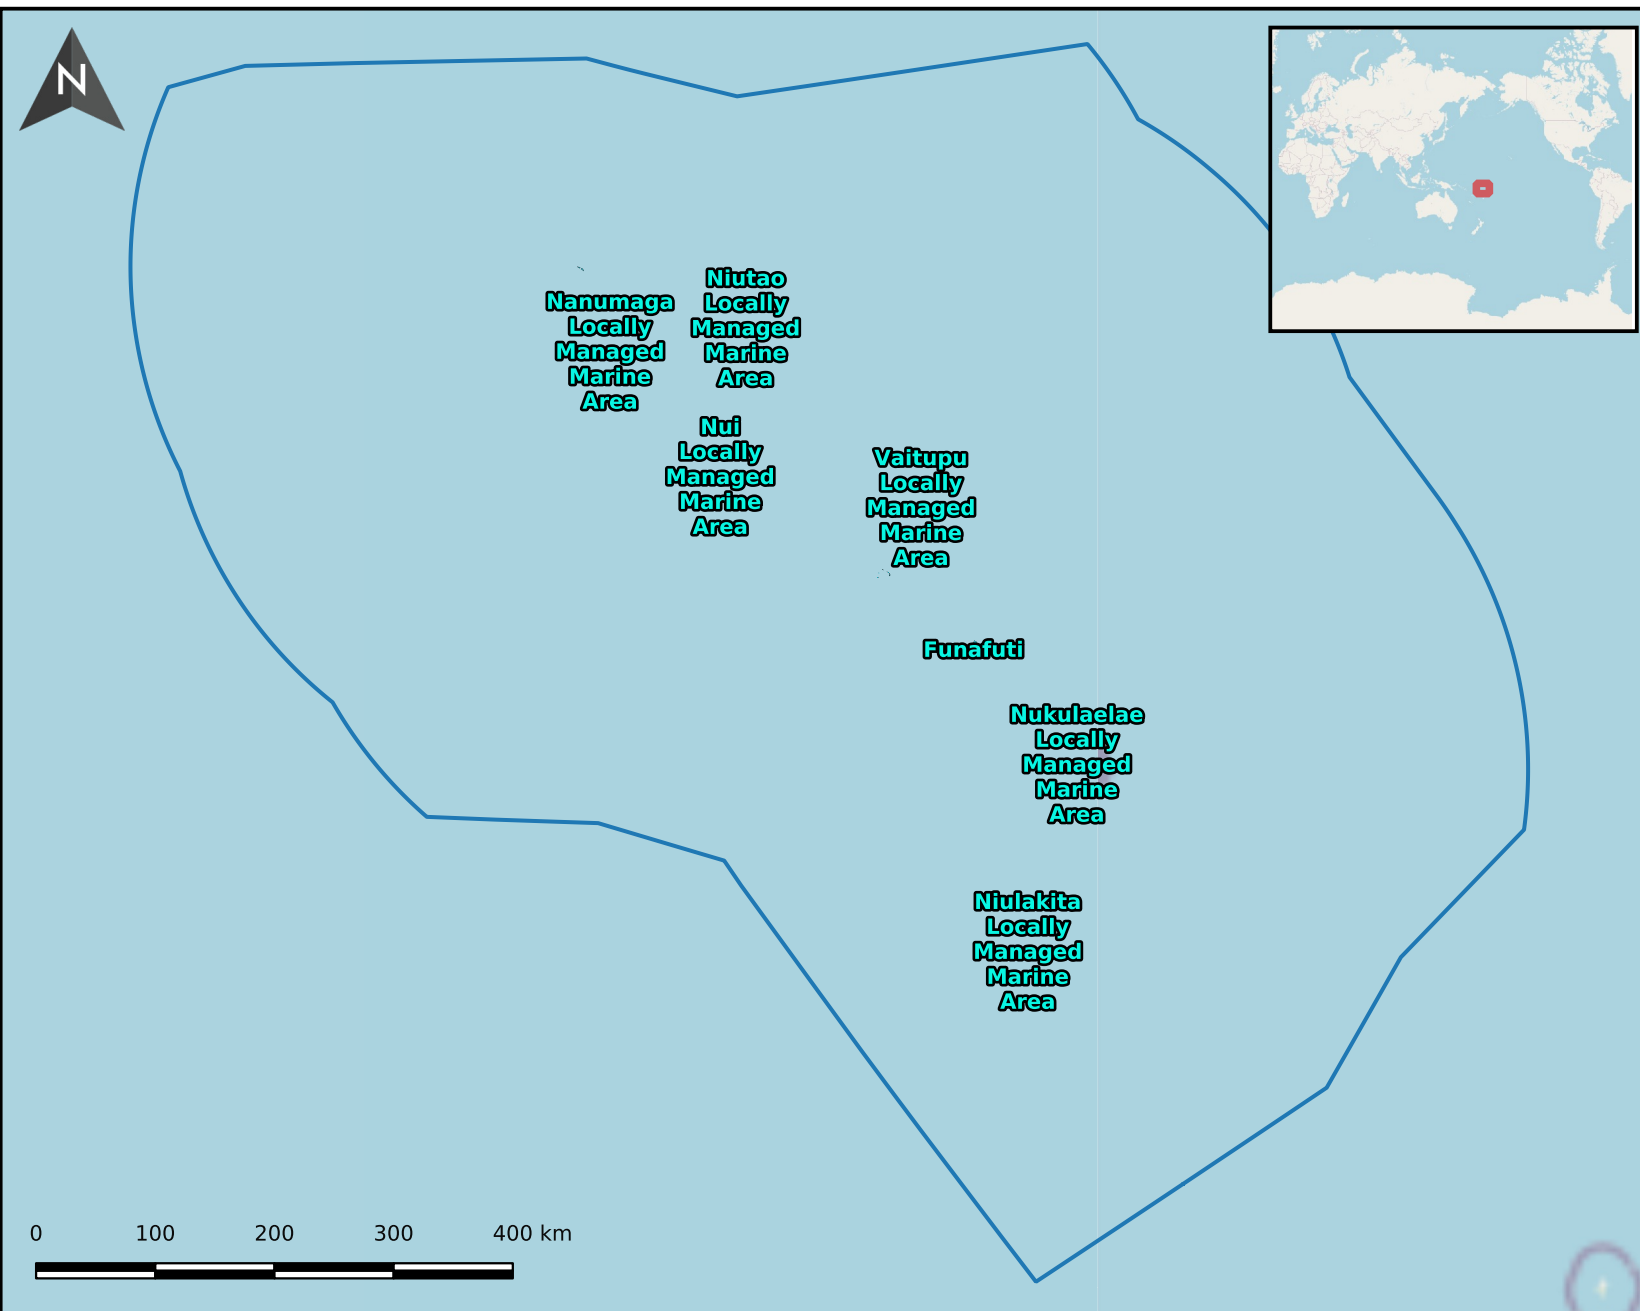 N
Niutao
Locally
Managed
Marine
Area
Nanumaga
Locally
Managed
Marine
Area
Nui
Locally
Managed
Marine
Area
Vaitupu
Locally
Managed
Marine
Area
Funafuti
Nukulaelae
Locally
Managed
Marine
Area
Niulakita
Locally
Managed
Marine
Area
0 100 200 300 400 km